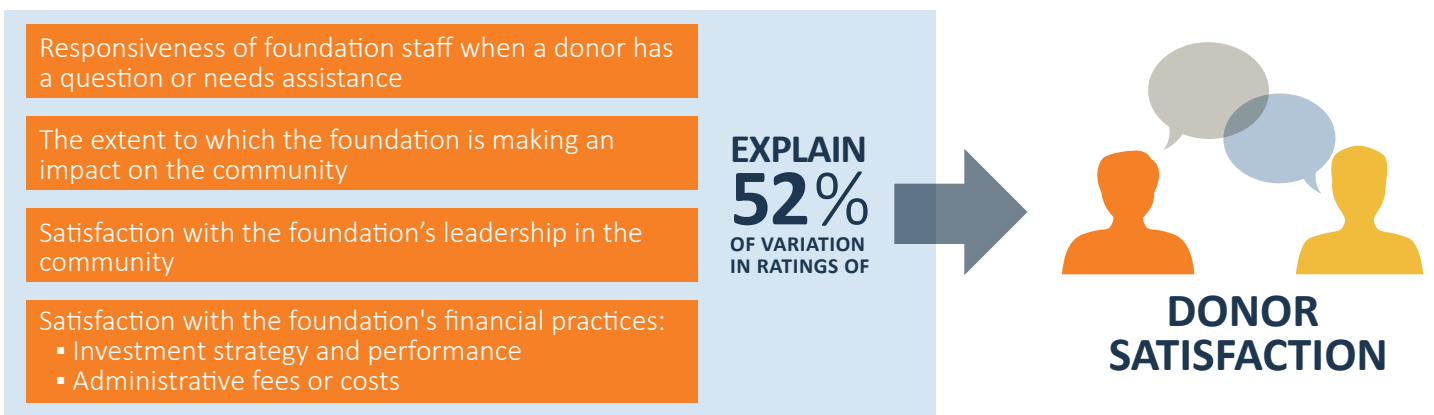 Responsiveness of foundation staff when a donor has
a question or needs assistance
The extent to which the foundation is making an
impact on the community
Satisfaction with the foundation’s leadership in the
community
Satisfaction with the foundation's financial practices:
▪ Investment strategy and performance
▪ Administrative fees or costs
EXPLAIN
52%
OF VARIATION
IN RATINGS OF
DONOR
SATISFACTION